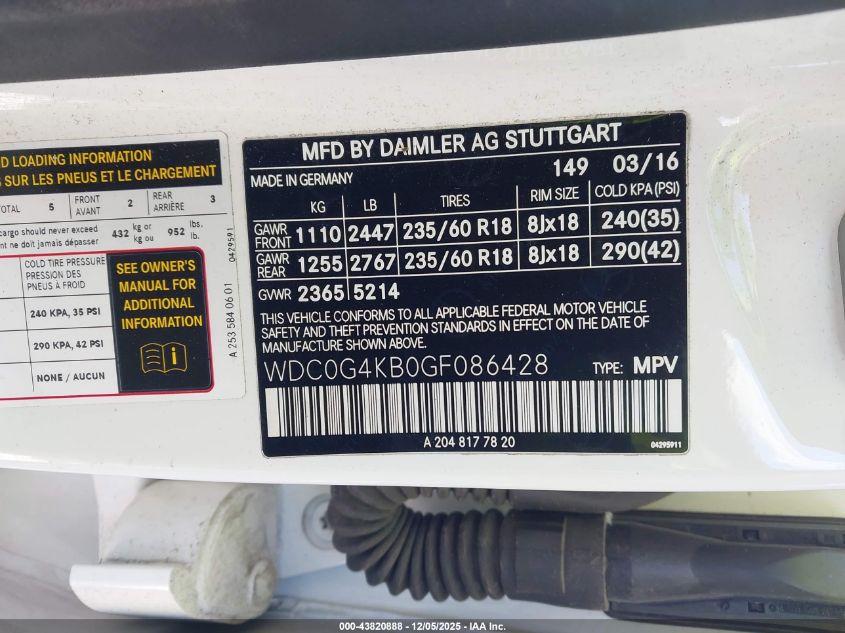 D LOADING INFORMATION
SUR LES PNEUS ET LE CHARGEMENT
TOTAL 5 FRONT AVANT 2 REAR ARRIÈRE 3
cargo should never exceed 432 kg or kg ou 952 lbs. lb.
nt ne doit jamais dépasser
COLD TIRE PRESSURE
PRESSION DES
PNEUS À FROID
240 KPA, 35 PSI
290 KPA, 42 PSI
NONE / AUCUN
SEE OWNER'S
MANUAL FOR
ADDITIONAL
INFORMATION
0429591
A 253 584 06 01
MFD BY DAIMLER AG STUTTGART
149 03/16
MADE IN GERMANY
KG LB TIRES RIM SIZE COLD KPA(PSI)
GAWR FRONT 1110 2447 235/60 R18 8Jx18 240(35)
GAWR REAR 1255 2767 235/60 R18 8Jx18 290(42)
GVWR 2365 5214
THIS VEHICLE CONFORMS TO ALL APPLICABLE FEDERAL MOTOR VEHICLE
SAFETY AND THEFT PREVENTION STANDARDS IN EFFECT ON THE DATE OF
MANUFACTURE SHOWN ABOVE.
WDC0G4KB0GF086428 TYPE: MPV
A 204 817 78 20
04295911
000-43820888 - 12/05/2025 - IAA Inc.